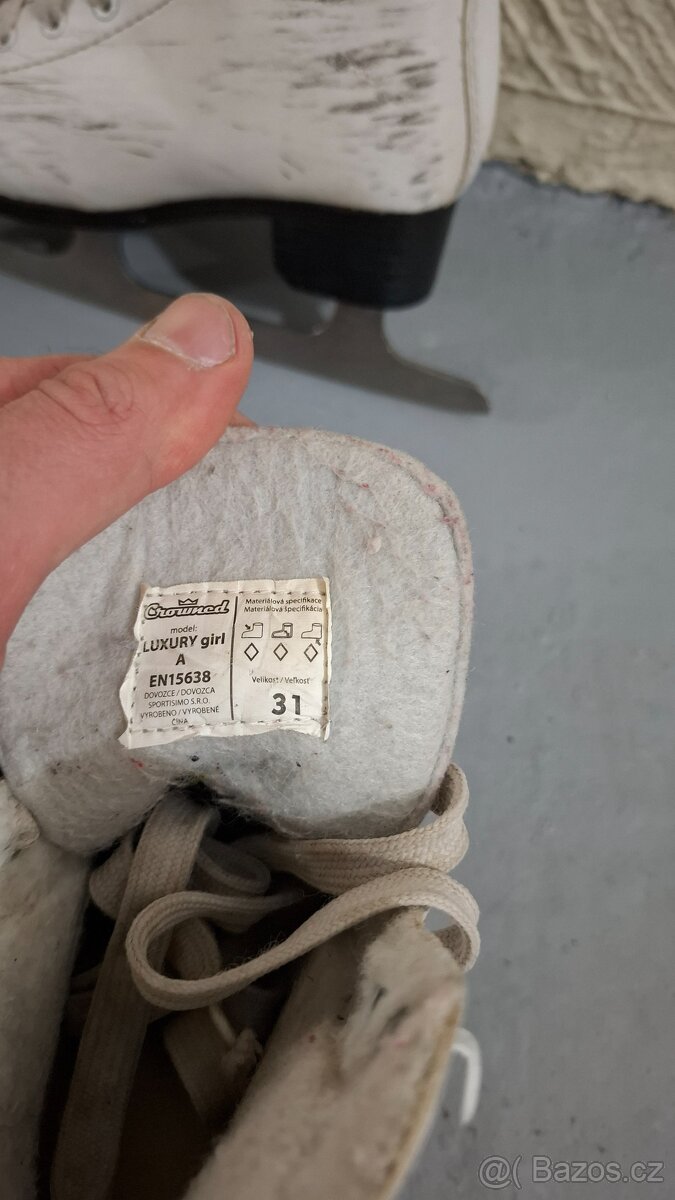 Crowned
model:
LUXURY girl
A
EN15638
DOVOZCE / DOVOZCA
SPORTISIMO S.R.O.
VYROBENO / VYROBENÉ
ČÍNA
Materiálová specifikace
Materiálová špecifikácia
Velikost / Veľkosť
31
@( Bazos.cz